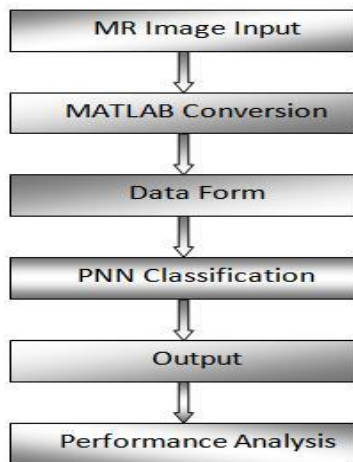 MR Image Input
MATLAB Conversion
Data Form
PNN Classification
Output
Performance Analysis